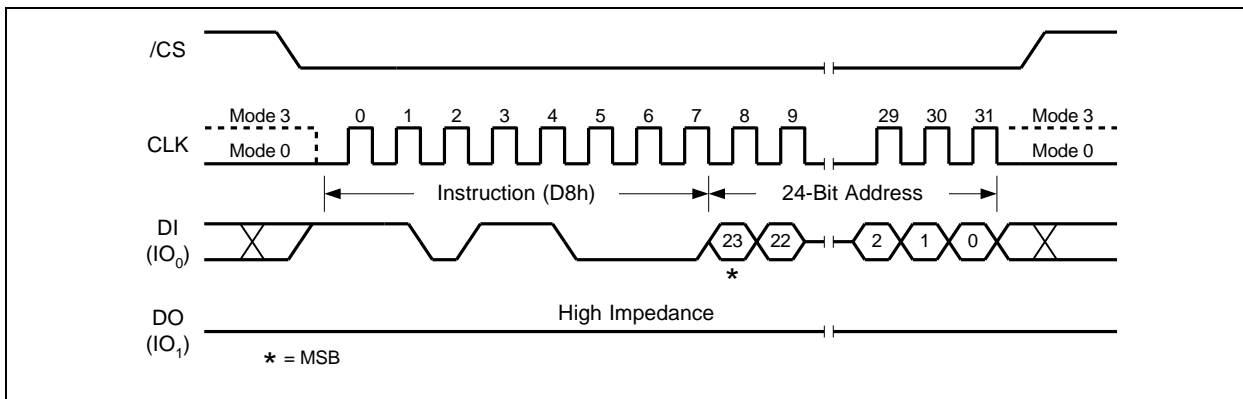 /CS
Mode 3 0 1 2 3 4 5 6 7 8 9 29 30 31 Mode 3
CLK
Mode 0 Mode 0
Instruction (D8h) 24-Bit Address
DI
(IO0)
23 22 2 1 0
*
High Impedance
DO
(IO1)
* = MSB